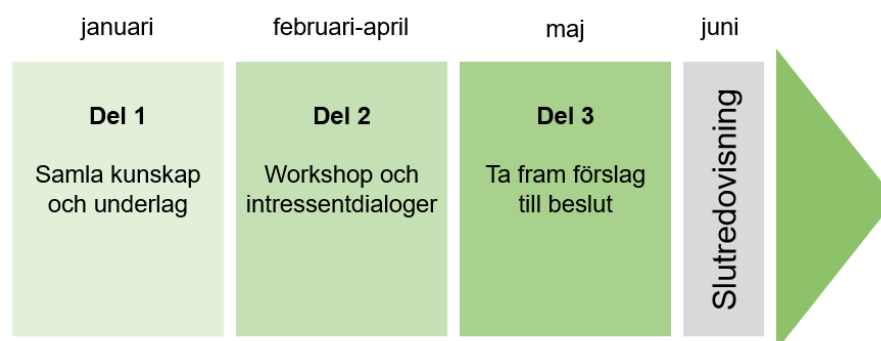 januari
februari-april
maj
juni
Del 1
Samla kunskap
och underlag
Del 2
Workshop och
intressentdialoger
Del 3
Ta fram förslag
till beslut
Slutredovisning